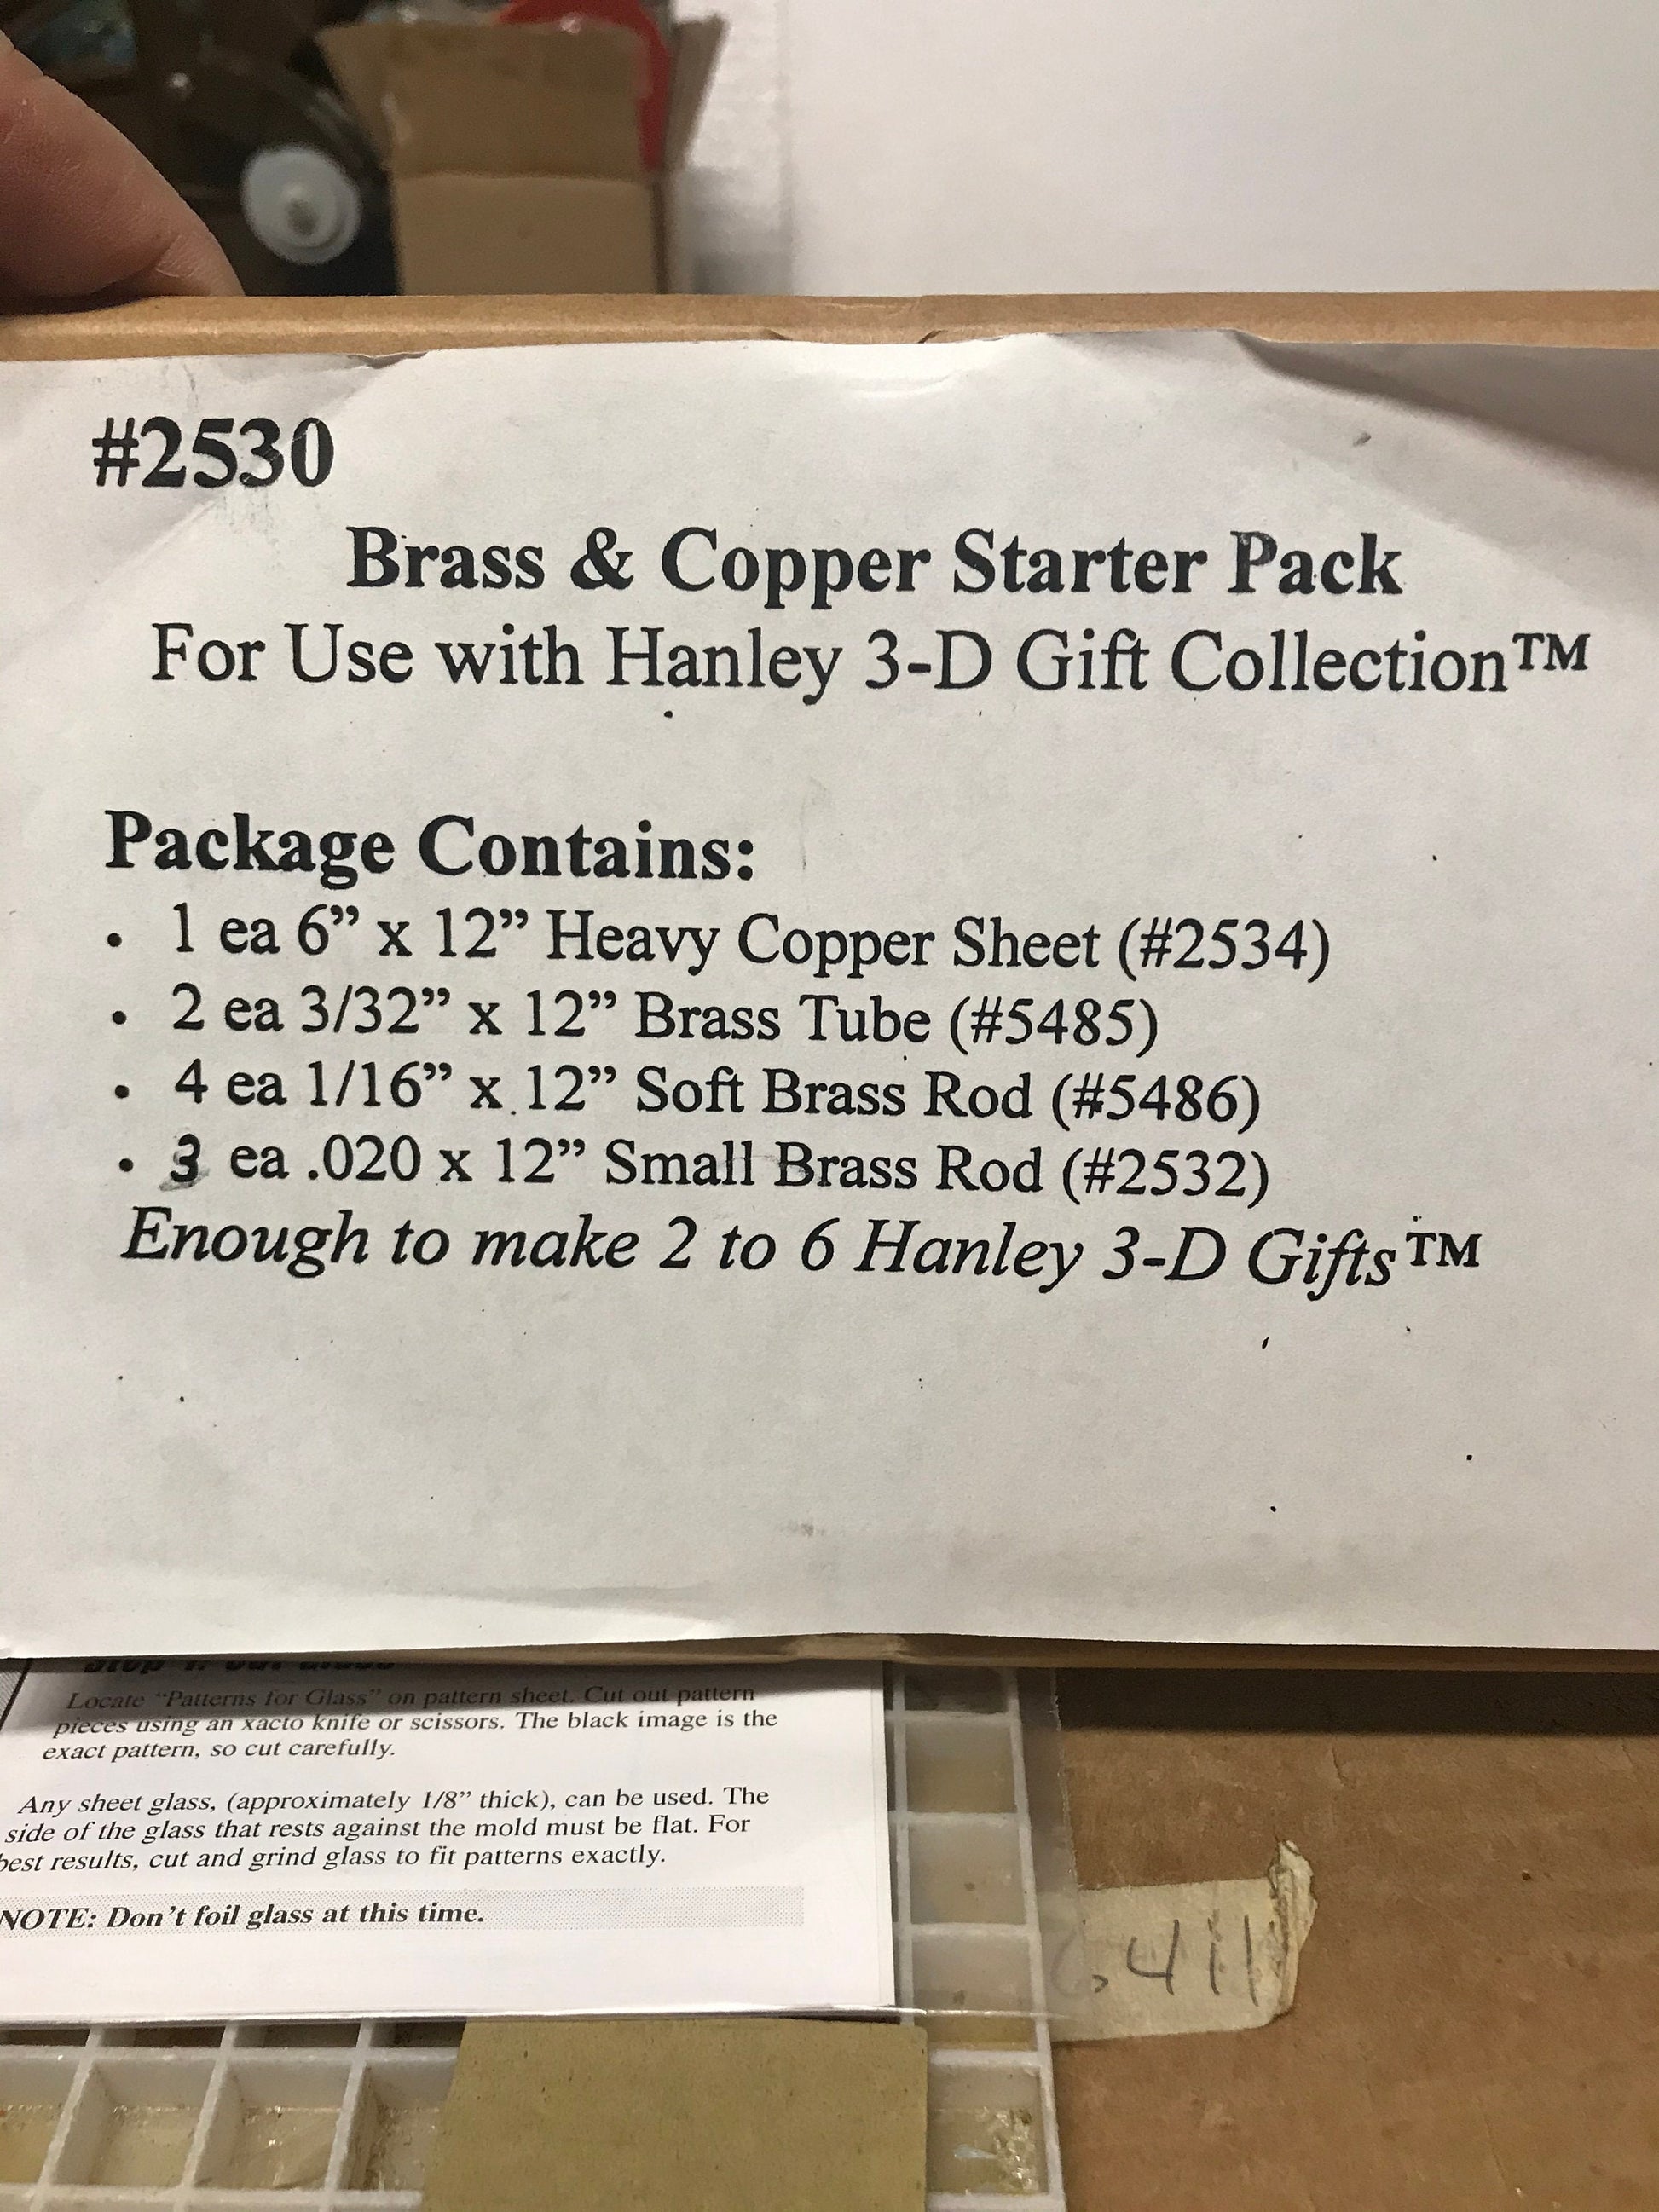 #2530
Brass & Copper Starter Pack
For Use with Hanley 3-D Gift Collection™
Package Contains:
• 1 ea 6” x 12” Heavy Copper Sheet (#2534)
• 2 ea 3/32” x 12” Brass Tube (#5485)
• 4 ea 1/16” x 12” Soft Brass Rod (#5486)
• 3 ea .020 x 12” Small Brass Rod (#2532)
Enough to make 2 to 6 Hanley 3-D Gifts™
Locate “Patterns for Glass” on pattern sheet. Cut out pattern
pieces using an xacto knife or scissors. The black image is the
exact pattern, so cut carefully.
Any sheet glass, (approximately 1/8” thick), can be used. The
side of the glass that rests against the mold must be flat. For
best results, cut and grind glass to fit patterns exactly.
NOTE: Don’t foil glass at this time.